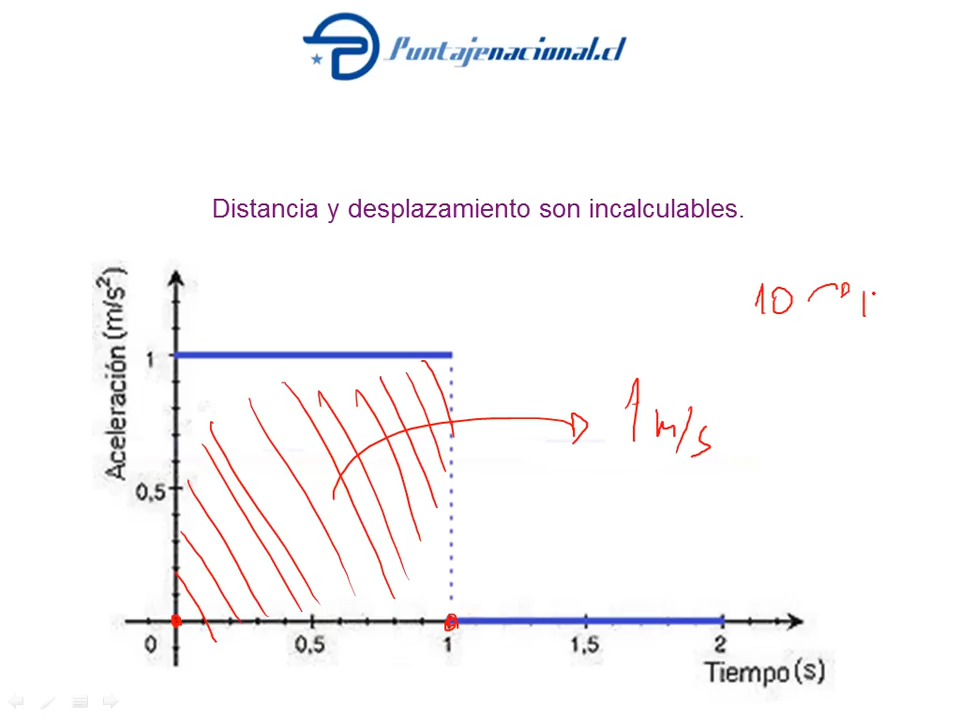 Puntajenacional.cl
Distancia y desplazamiento son incalculables.
Aceleración (m/s²)
10
1
1 m/s
0,5
0
0,5
1
1,5
2
Tiempo (s)